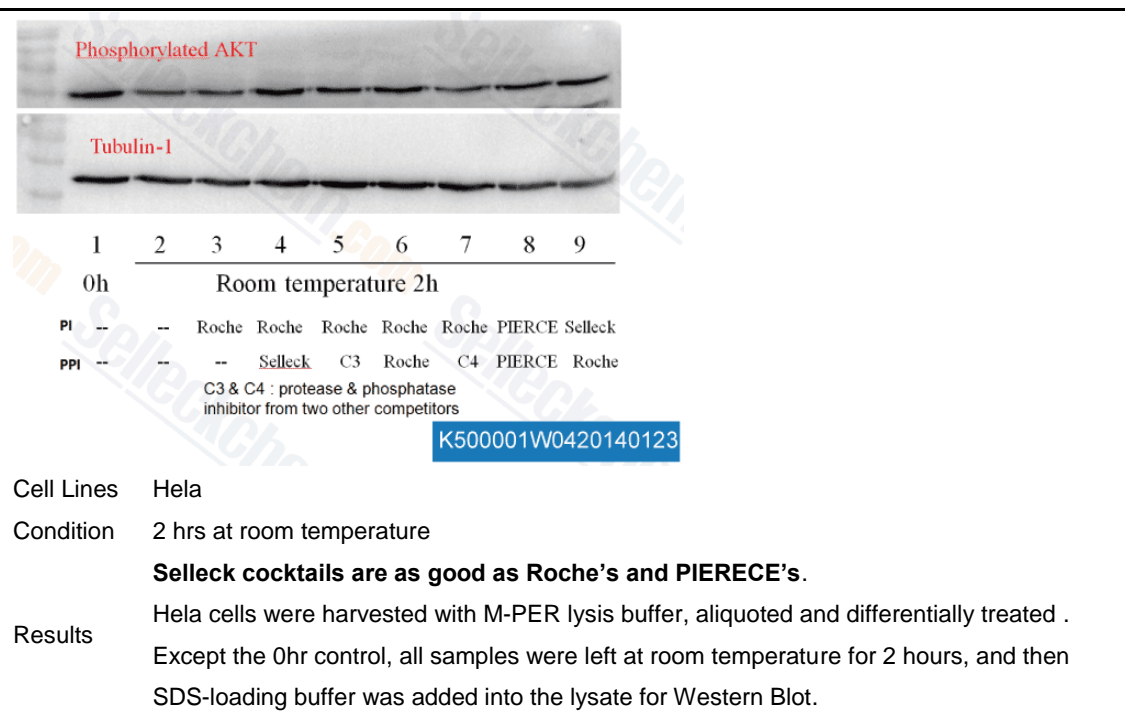 Phosphorylated AKT
Tubulin-1
1 2 3 4 5 6 7 8 9
0h Room temperature 2h
PI -- -- Roche Roche Roche Roche Roche PIERCE Selleck
PPI -- -- -- Selleck C3 Roche C4 PIERCE Roche
C3 & C4 : protease & phosphatase
inhibitor from two other competitors
K500001W0420140123
Cell Lines Hela
Condition 2 hrs at room temperature
Selleck cocktails are as good as Roche’s and PIERECE’s.
Results
Hela cells were harvested with M-PER lysis buffer, aliquoted and differentially treated .
Except the 0hr control, all samples were left at room temperature for 2 hours, and then
SDS-loading buffer was added into the lysate for Western Blot.
Selleckchem.com